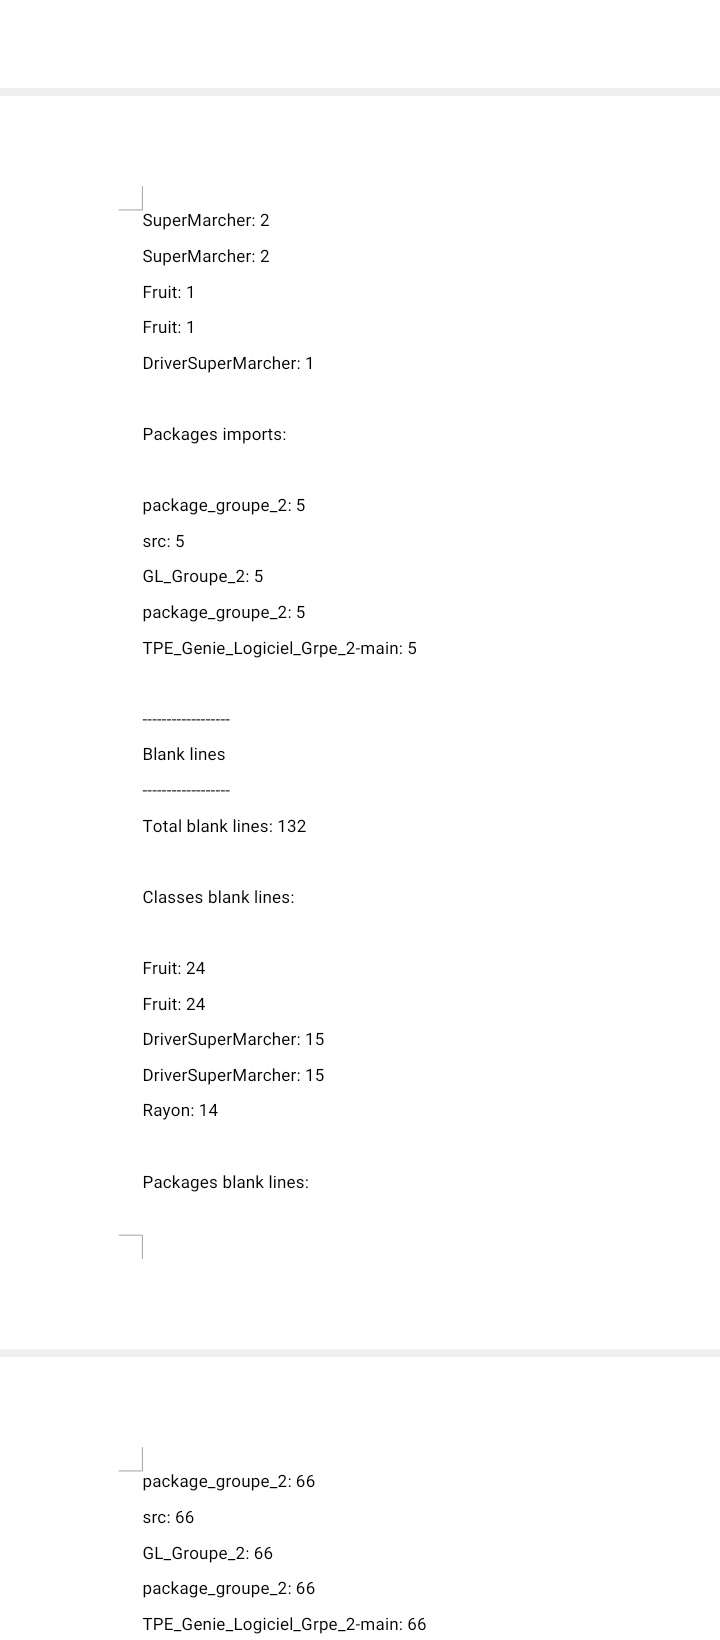 SuperMarcher: 2
SuperMarcher: 2
Fruit: 1
Fruit: 1
DriverSuperMarcher: 1
Packages imports:
package_groupe_2: 5
src: 5
GL_Groupe_2: 5
package_groupe_2: 5
TPE_Genie_Logiciel_Grpe_2-main: 5
------------------
Blank lines
------------------
Total blank lines: 132
Classes blank lines:
Fruit: 24
Fruit: 24
DriverSuperMarcher: 15
DriverSuperMarcher: 15
Rayon: 14
Packages blank lines:
package_groupe_2: 66
src: 66
GL_Groupe_2: 66
package_groupe_2: 66
TPE_Genie_Logiciel_Grpe_2-main: 66